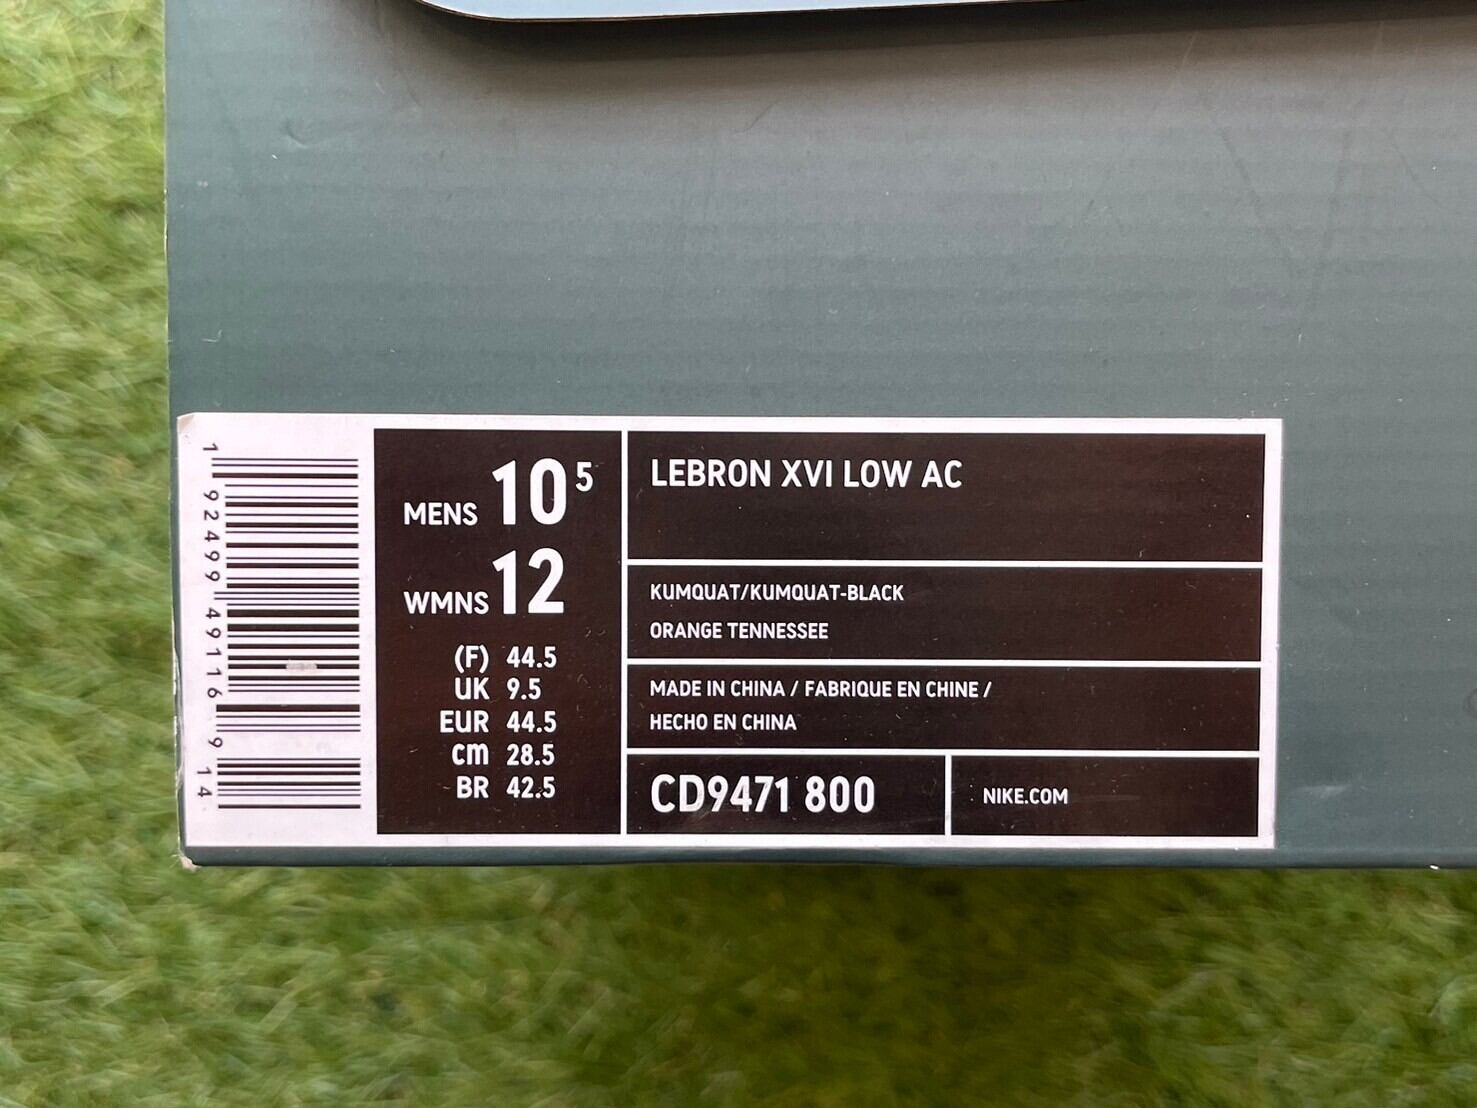 1 92499 49116 9 14
MENS 10 5
WMNS 12
(F) 44.5
UK 9.5
EUR 44.5
cm 28.5
BR 42.5
LEBRON XVI LOW AC
KUMQUAT/KUMQUAT-BLACK
ORANGE TENNESSEE
MADE IN CHINA / FABRIQUE EN CHINE /
HECHO EN CHINA
CD9471 800
NIKE.COM